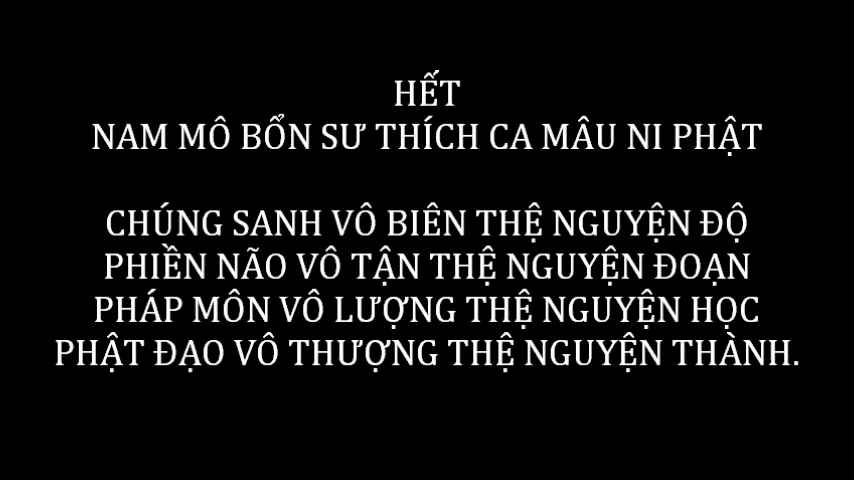 HẾT
NAM MÔ BỔN SƯ THÍCH CA MÂU NI PHẬT
CHÚNG SANH VÔ BIÊN THỆ NGUYỆN ĐỘ
PHIỀN NÃO VÔ TẬN THỆ NGUYỆN ĐOẠN
PHÁP MÔN VÔ LƯỢNG THỆ NGUYỆN HỌC
PHẬT ĐẠO VÔ THƯỢNG THỆ NGUYỆN THÀNH.